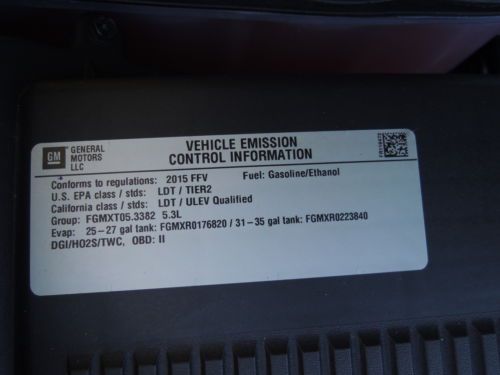 GM
GENERAL
MOTORS
LLC
VEHICLE EMISSION
CONTROL INFORMATION
Conforms to regulations: 2015 FFV Fuel: Gasoline/Ethanol
U.S. EPA class / stds: LDT / TIER2
California class / stds: LDT / ULEV Qualified
Group: FGMXT05.3382 5.3L
Evap: 25-27 gal tank: FGMXR0176820 / 31-35 gal tank: FGMXR0223840
DGI/HO2S/TWC, OBD: II